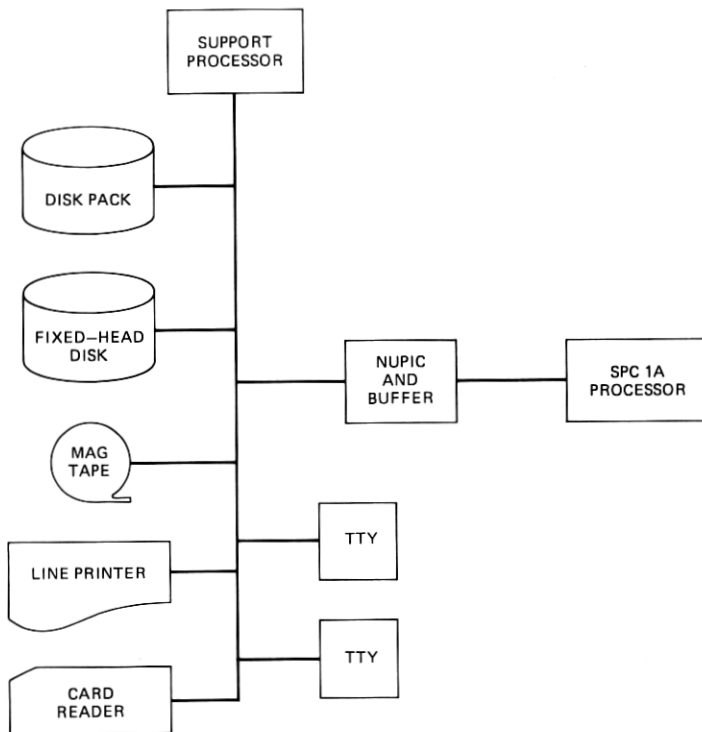 SUPPORT
PROCESSOR
DISK PACK
FIXED–HEAD
DISK
NUPIC
AND
BUFFER
SPC 1A
PROCESSOR
MAG
TAPE
TTY
LINE PRINTER
TTY
CARD
READER